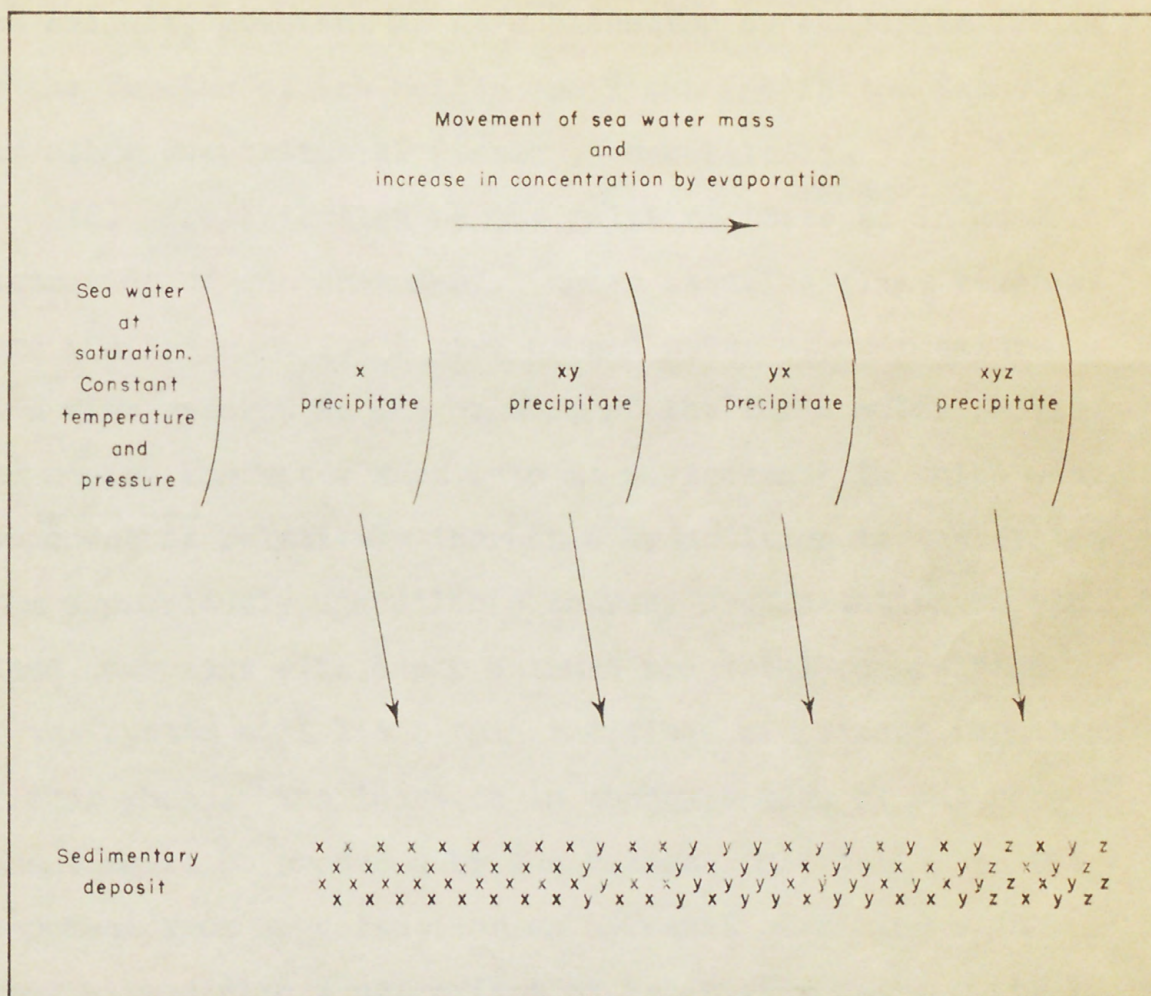 Movement of sea water mass
and
increase in concentration by evaporation
Sea water
at
saturation.
Constant
temperature
and
pressure
x
precipitate
xy
precipitate
yx
precipitate
xyz
precipitate
Sedimentary
deposit
x x x x x x x x x y x x y y y x y y x y x y z x y z
x x x x x x x x y x x y x y y x y y x x y z x y z
x x x x x x x x x y x x y y y x y y x y x y z x y z
x x x x x x x x y x x y x y y x y y x x y z x y z